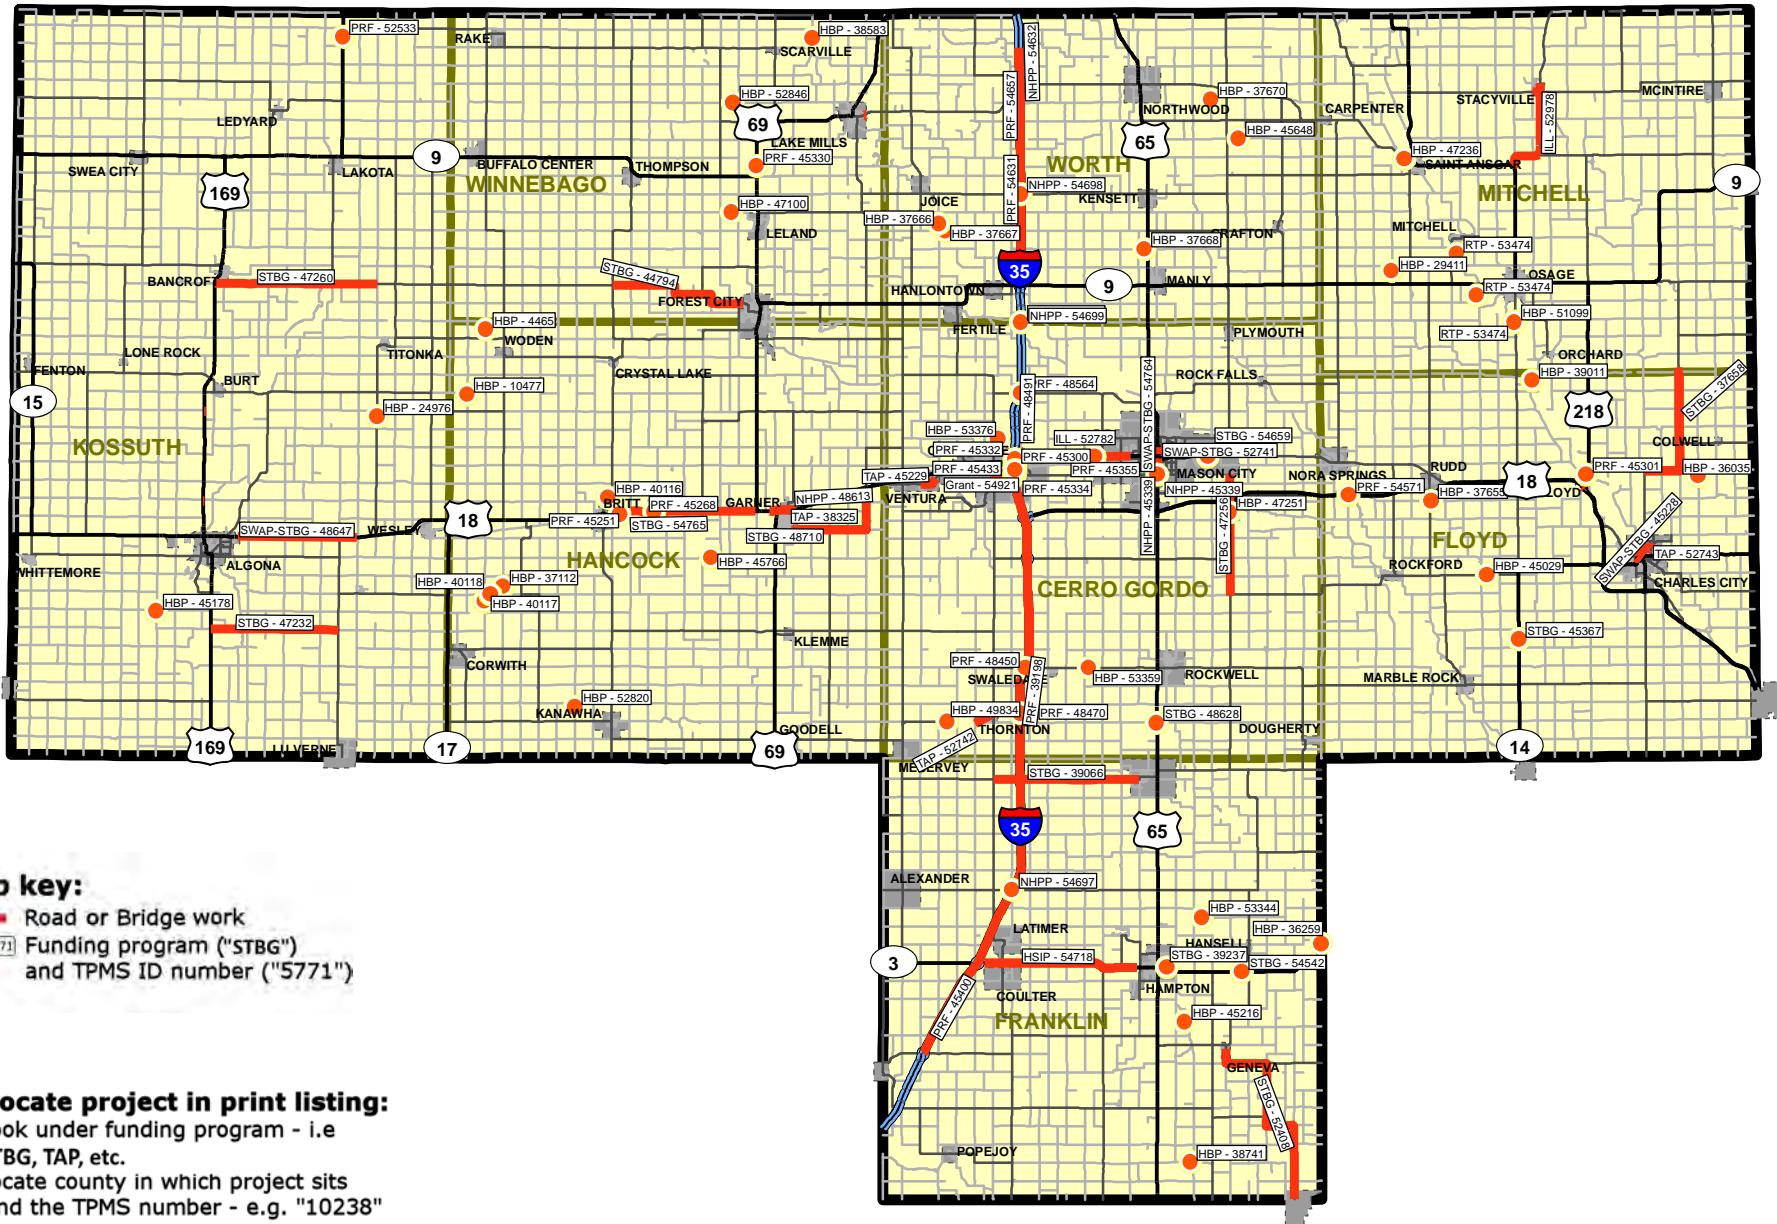 PRF - 52533
RAKE
HBP - 38583
SCARVILLE
NHPP - 54632
PRF - 54657
HBP - 52846
69
LAKE MILLS
LEDYARD
NORTHWOOD
HBP - 37670
CARPENTER
STACYVILLE
MCINTIRE
ILL - 52978
HBP - 45648
65
9
SWEA CITY
LAKOTA
BUFFALO CENTER
THOMPSON
PRF - 45330
WORTH
HBP - 47236
SAINT ANSGAR
169
WINNEBAGO
PRF - 54631
NHPP - 54698
KENSETT
MITCHELL
9
HBP - 47100
LELAND
JOICE
HBP - 37666
HBP - 37667
HBP - 37668
GRAFTON
MITCHELL
RTP - 53474
HBP - 29411
BANCROFT
STBG - 47260
STBG - 44794
FOREST CITY
35
HANLONTOWN
9
MANLY
OSAGE
RTP - 53474
HBP - 4465
WODEN
FERTILE
NHPP - 54699
PLYMOUTH
HBP - 51099
RTP - 53474
LONE ROCK
TITONKA
FENTON
BURT
CRYSTAL LAKE
ORCHARD
HBP - 39011
HBP - 10477
PRF - 48564
PRF - 48491
ROCK FALLS
SWAP-STBG - 54764
STBG - 37658
15
HBP - 24976
218
KOSSUTH
HBP - 53376
PRF - 45332
ILL - 52782
STBG - 54659
COLWELL
PRF - 45300
SWAP-STBG - 52741
PRF - 45433
PRF - 45355
MASON CITY
NORA SPRINGS
RUDD
PRF - 45301
HBP - 36035
TAP - 45229
VENTURA
Grant - 54921
PRF - 45334
NHPP - 45339
PRF - 54571
HBP - 37655
18
HBP - 40116
BRITT
PRF - 45268
GARNER
NHPP - 48613
TAP - 38325
PRF - 45251
STBG - 54765
STBG - 48710
HBP - 47251
STBG - 47256
NHPP - 45339
18
SWAP-STBG - 48647
WESLEY
HANCOCK
HBP - 45766
FLOYD
SWAP-STBG - 45228
TAP - 52743
WHITTEMORE
ALGONA
HBP - 40118
HBP - 37112
HBP - 40117
CERRO GORDO
ROCKFORD
HBP - 45029
CHARLES CITY
HBP - 45178
STBG - 47232
KLEMME
STBG - 45367
CORWITH
PRF - 48450
SWALEDALE
PRF - 39198
HBP - 53359
ROCKWELL
MARBLE ROCK
HBP - 52820
KANAWHA
GOODELL
HBP - 49834
PRF - 48470
THORNTON
STBG - 48628
DOUGHERTY
TAP - 52742
169
LU VERNE
17
69
MESERVEY
14
STBG - 39066
35
65
ALEXANDER
NHPP - 54697
HBP - 53344
LATIMER
HANSELL
HBP - 36259
3
HSIP - 54718
STBG - 39237
STBG - 54542
COULTER
HAMPTON
PRF - 45400
FRANKLIN
HBP - 45216
GENEVA
STBG - 52408
POPEJOY
HBP - 38741
key:
Road or Bridge work
71 Funding program ("STBG")
and TPMS ID number ("5771")
ocate project in print listing:
ook under funding program - i.e
TBG, TAP, etc.
ocate county in which project sits
nd the TPMS number - e.g. "10238"